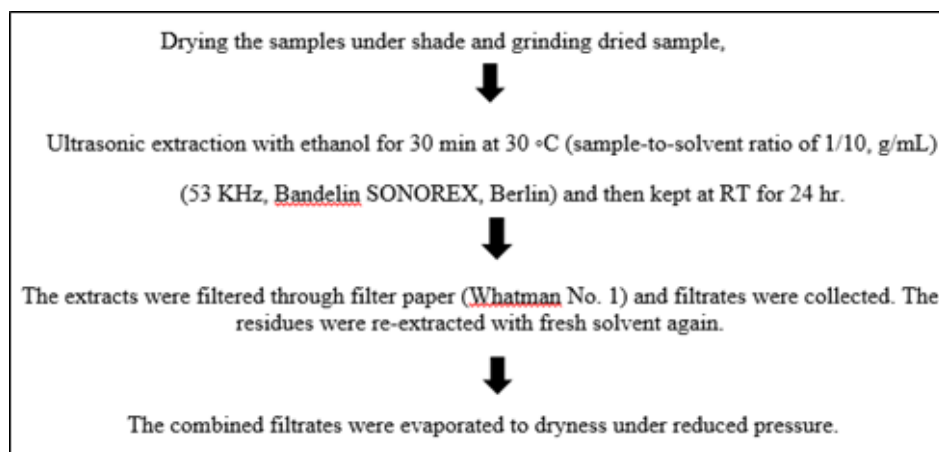 Drying the samples under shade and grinding dried sample,
Ultrasonic extraction with ethanol for 30 min at 30 ◦C (sample-to-solvent ratio of 1/10, g/mL)
(53 KHz, Bandelin SONOREX, Berlin) and then kept at RT for 24 hr.
The extracts were filtered through filter paper (Whatman No. 1) and filtrates were collected. The
residues were re-extracted with fresh solvent again.
The combined filtrates were evaporated to dryness under reduced pressure.